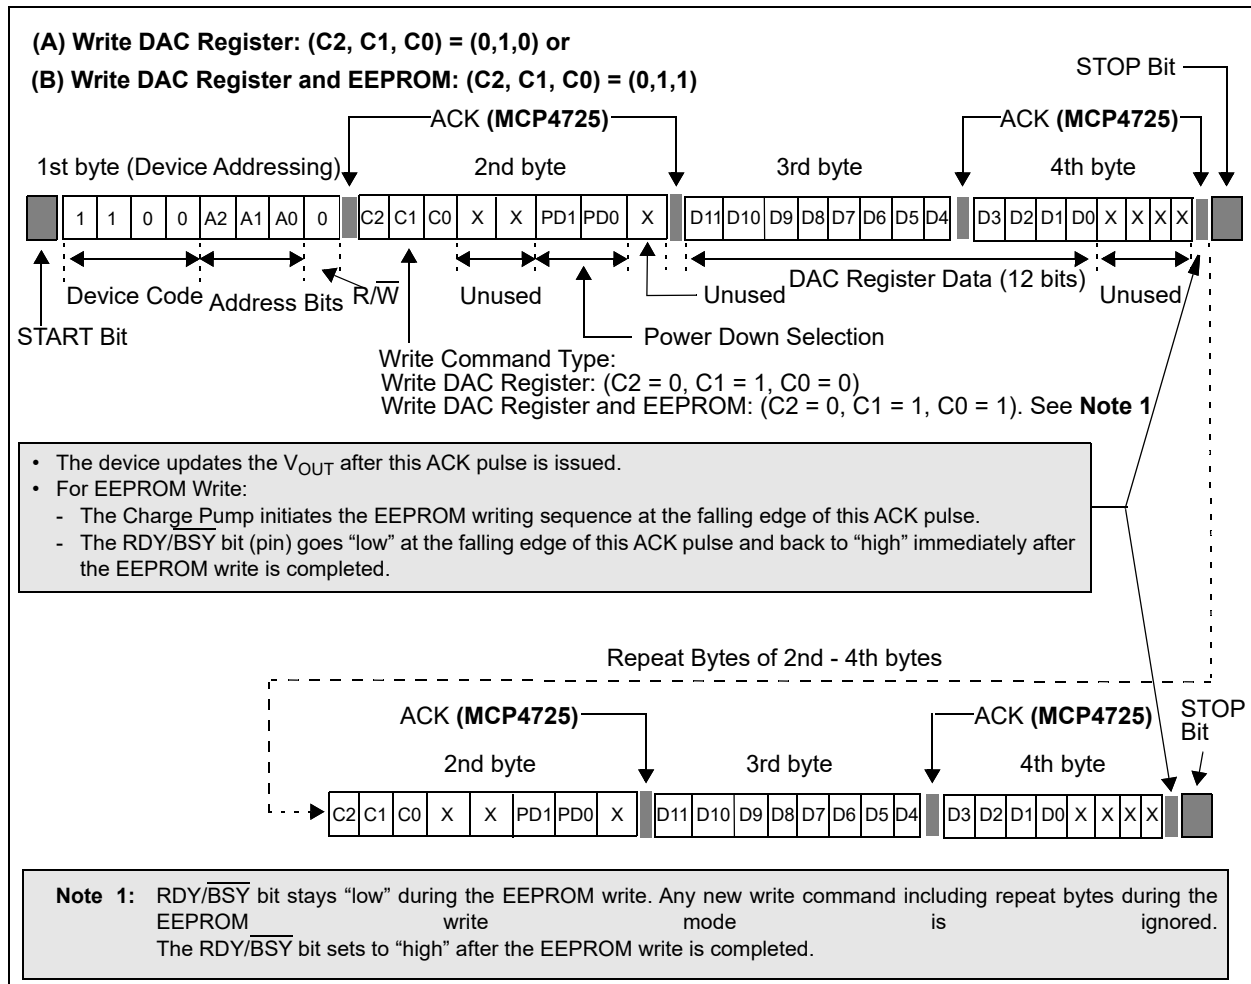 (A) Write DAC Register: (C2, C1, C0) = (0,1,0) or
(B) Write DAC Register and EEPROM: (C2, C1, C0) = (0,1,1)
STOP Bit
ACK (MCP4725) ACK (MCP4725)
1st byte (Device Addressing) 2nd byte 3rd byte 4th byte
1 1 0 0 A2 A1 A0 0 C2 C1 C0 X X PD1 PD0 X D11 D10 D9 D8 D7 D6 D5 D4 D3 D2 D1 D0 X X X X
Device Code Address Bits R/W̅ Unused Unused DAC Register Data (12 bits) Unused
START Bit Power Down Selection
Write Command Type:
Write DAC Register: (C2 = 0, C1 = 1, C0 = 0)
Write DAC Register and EEPROM: (C2 = 0, C1 = 1, C0 = 1). See Note 1
• The device updates the VOUT after this ACK pulse is issued.
• For EEPROM Write:
- The Charge Pump initiates the EEPROM writing sequence at the falling edge of this ACK pulse.
- The RDY/B̅S̅Y̅ bit (pin) goes “low” at the falling edge of this ACK pulse and back to “high” immediately after
the EEPROM write is completed.
Repeat Bytes of 2nd - 4th bytes
ACK (MCP4725) ACK (MCP4725) STOP
Bit
2nd byte 3rd byte 4th byte
C2 C1 C0 X X PD1 PD0 X D11 D10 D9 D8 D7 D6 D5 D4 D3 D2 D1 D0 X X X X
Note 1: RDY/B̅S̅Y̅ bit stays “low” during the EEPROM write. Any new write command including repeat bytes during the
EEPROM write mode is ignored.
The RDY/B̅S̅Y̅ bit sets to “high” after the EEPROM write is completed.